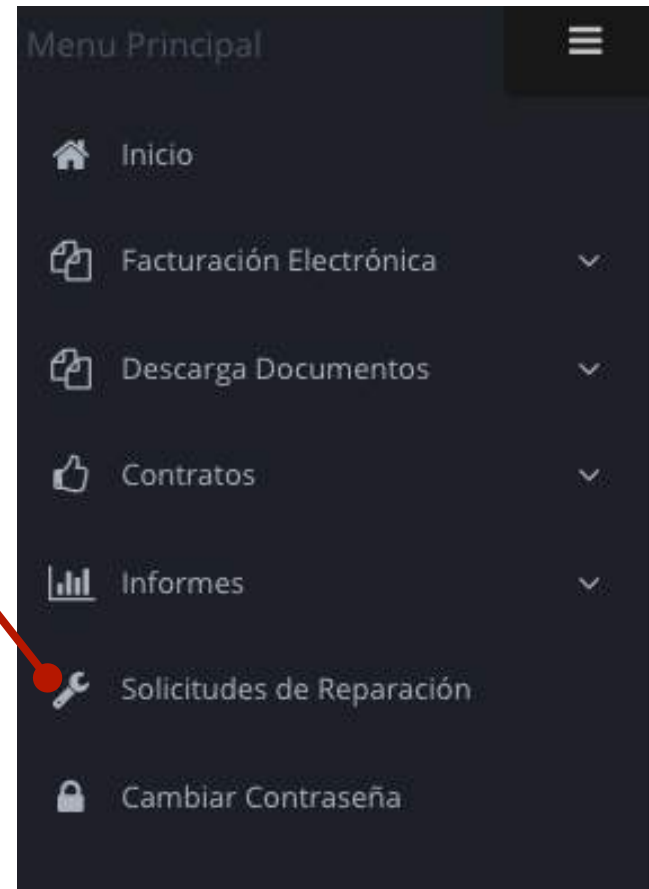 Menu Principal
Inicio
Facturación Electrónica
Descarga Documentos
Contratos
Informes
Solicitudes de Reparación
Cambiar Contraseña